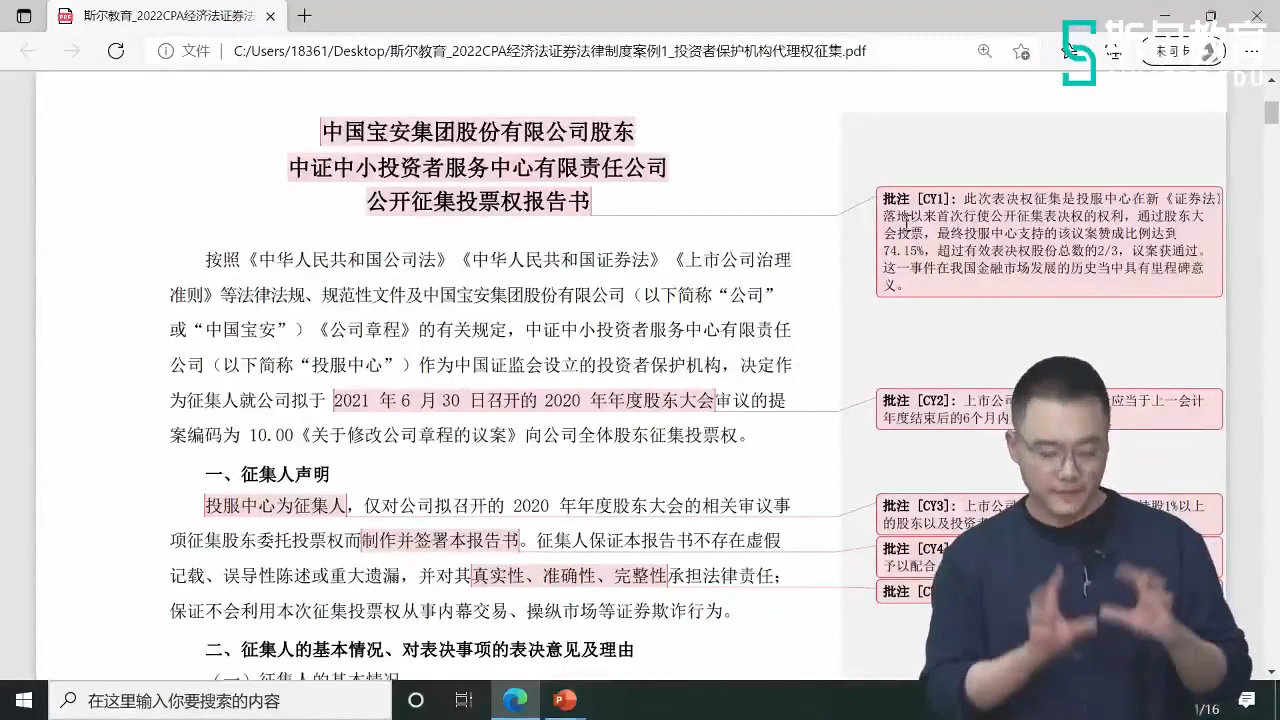 斯尔教育_2022CPA经济法证券法
文件
C:/Users/18361/Desktop/斯尔教育_2022CPA经济法证券法律制度案例1_投资者保护机构代理权征集.pdf
斯尔教育
中国宝安集团股份有限公司股东
中证中小投资者服务中心有限责任公司
公开征集投票权报告书
按照《中华人民共和国公司法》《中华人民共和国证券法》《上市公司治理
准则》等法律法规、规范性文件及中国宝安集团股份有限公司（以下简称“公司”
或“中国宝安”）《公司章程》的有关规定，中证中小投资者服务中心有限责任
公司（以下简称“投服中心”）作为中国证监会设立的投资者保护机构，决定作
为征集人就公司拟于 2021 年 6 月 30 日召开的 2020 年年度股东大会审议的提
案编码为 10.00《关于修改公司章程的议案》向公司全体股东征集投票权。
一、征集人声明
投服中心为征集人，仅对公司拟召开的 2020 年年度股东大会的相关审议事
项征集股东委托投票权而制作并签署本报告书。征集人保证本报告书不存在虚假
记载、误导性陈述或重大遗漏，并对其真实性、准确性、完整性承担法律责任；
保证不会利用本次征集投票权从事内幕交易、操纵市场等证券欺诈行为。
二、征集人的基本情况、对表决事项的表决意见及理由
（一）征集人的基本情况
批注 [CY1]: 此次表决权征集是投服中心在新《证券法》
落地以来首次行使公开征集表决权的权利，通过股东大
会投票，最终投服中心支持的该议案赞成比例达到
74.15%，超过有效表决权股份总数的2/3，议案获通过。
这一事件在我国金融市场发展的历史当中具有里程碑意
义。
批注 [CY2]: 上市公司 应当于上一会计
年度结束后的6个月内
批注 [CY3]: 上市公司 持股1%以上
的股东以及投资者
批注 [CY4
予以配合
批注 [C
在这里输入你要搜索的内容
1/16